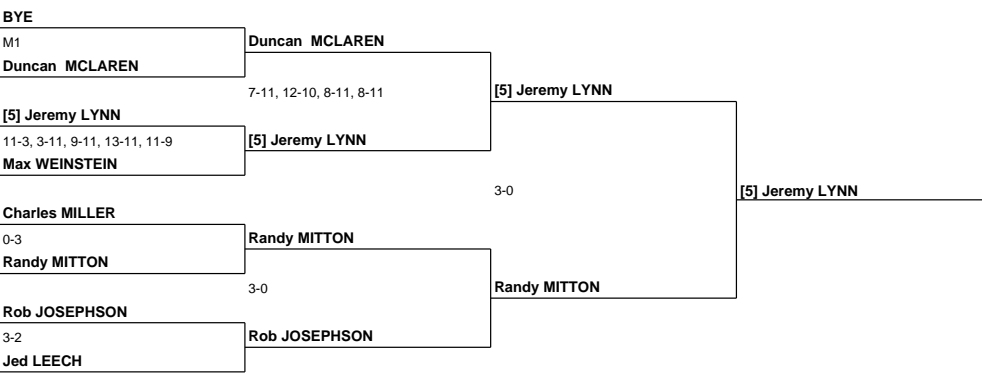 BYE
M1
Duncan MCLAREN
Duncan MCLAREN
7-11, 12-10, 8-11, 8-11
[5] Jeremy LYNN
[5] Jeremy LYNN
11-3, 3-11, 9-11, 13-11, 11-9
[5] Jeremy LYNN
Max WEINSTEIN
3-0
[5] Jeremy LYNN
Charles MILLER
0-3
Randy MITTON
Randy MITTON
3-0
Randy MITTON
Rob JOSEPHSON
3-2
Rob JOSEPHSON
Jed LEECH